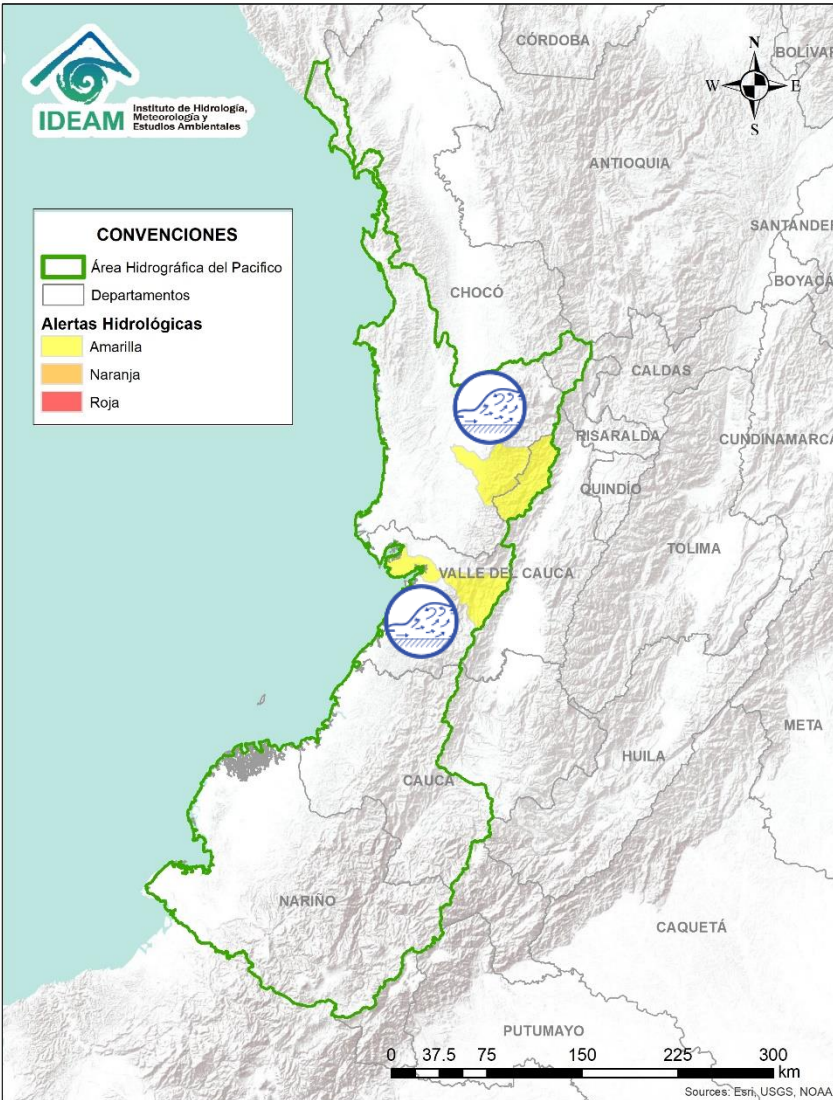 IDEAM
Instituto de Hidrología,
Meteorología y
Estudios Ambientales
CONVENCIONES
Área Hidrográfica del Pacifico
Departamentos
Alertas Hidrológicas
Amarilla
Naranja
Roja
N
W E
S
CÓRDOBA
BOLÍVAR
ANTIOQUIA
SANTANDER
BOYACÁ
CHOCÓ
CALDAS
RISARALDA
CUNDINAMARCA
QUINDÍO
TOLIMA
VALLE DEL CAUCA
META
HUILA
CAUCA
NARIÑO
CAQUETÁ
PUTUMAYO
0 37.5 75 150 225 300
km
Sources: Esri, USGS, NOAA